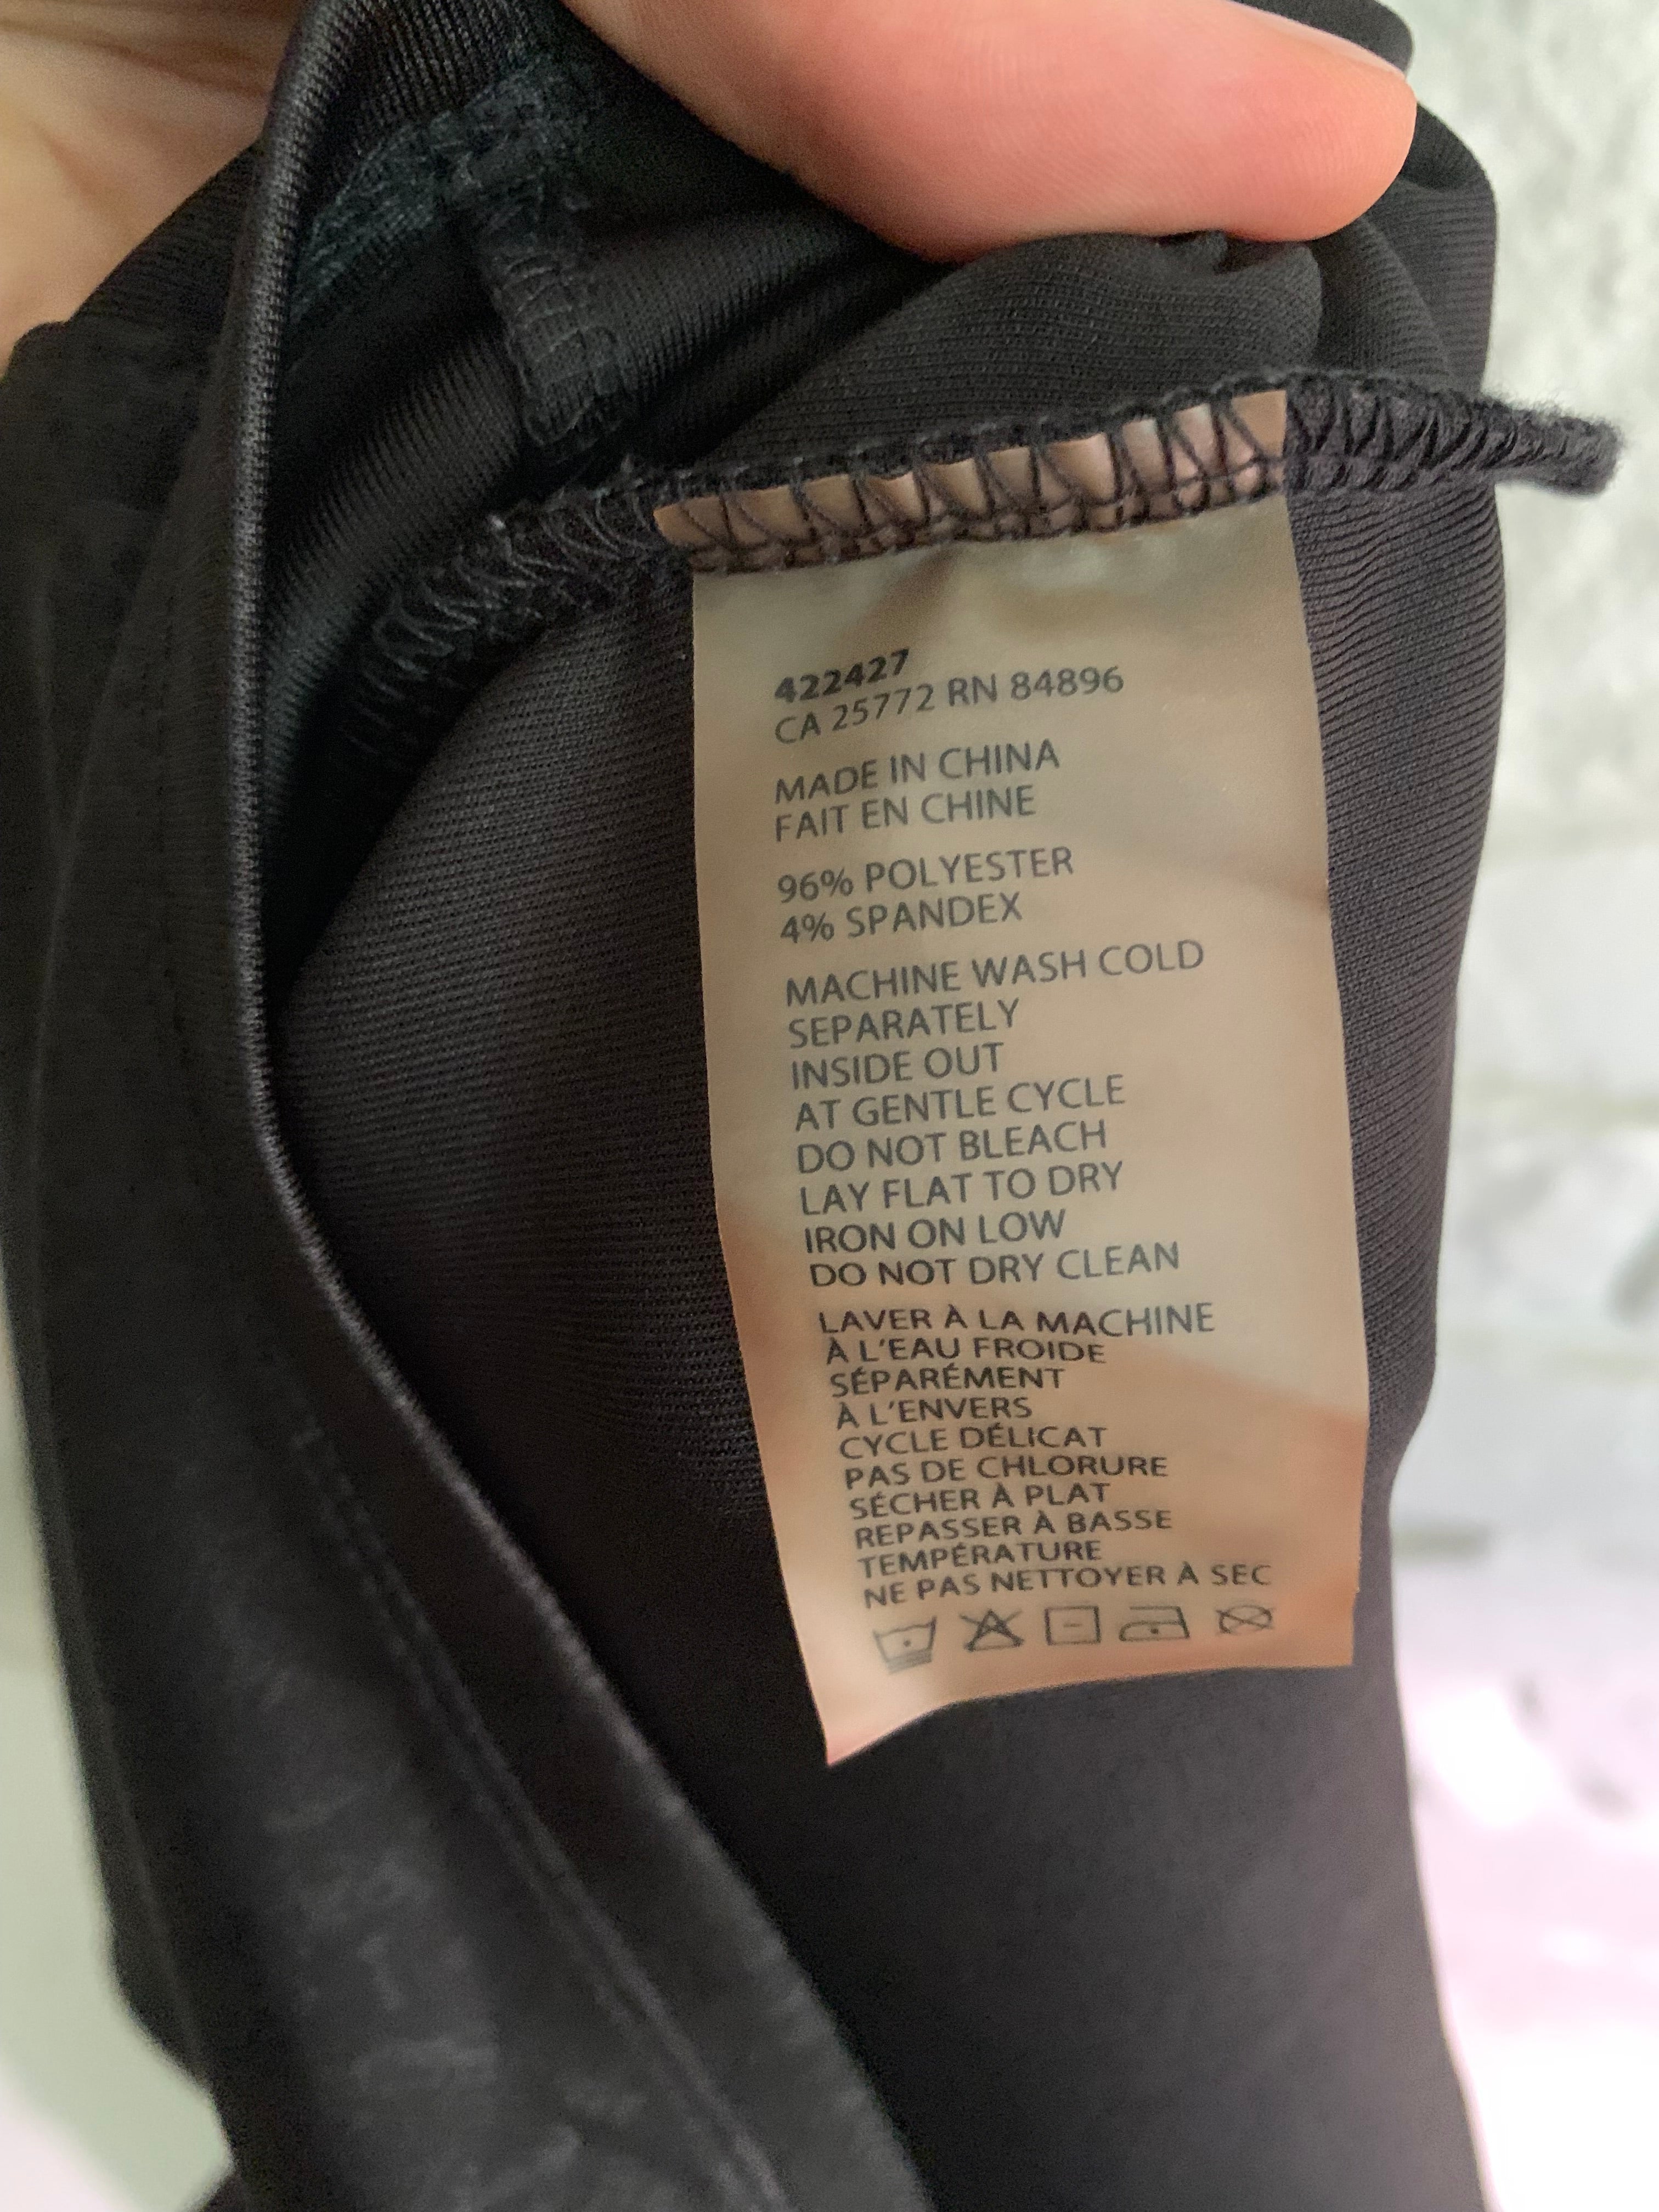 422427
CA 25772 RN 84896
MADE IN CHINA
FAIT EN CHINE
96% POLYESTER
4% SPANDEX
MACHINE WASH COLD
SEPARATELY
INSIDE OUT
AT GENTLE CYCLE
DO NOT BLEACH
LAY FLAT TO DRY
IRON ON LOW
DO NOT DRY CLEAN
LAVER À LA MACHINE
À L'EAU FROIDE
SÉPARÉMENT
À L'ENVERS
CYCLE DÉLICAT
PAS DE CHLORURE
SÉCHER À PLAT
REPASSER À BASSE
TEMPÉRATURE
NE PAS NETTOYER À SEC